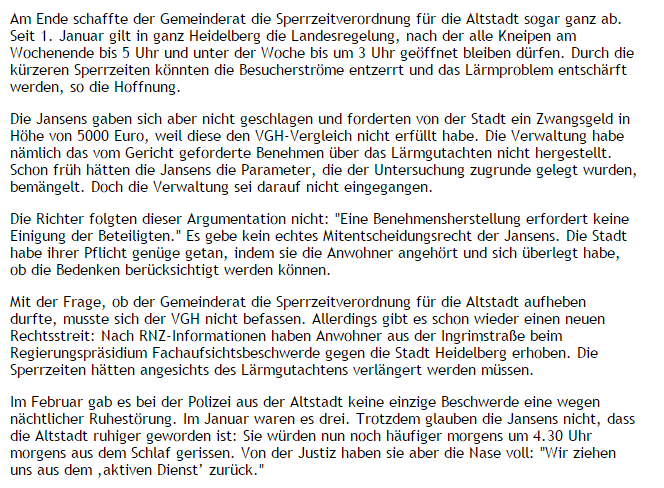 Am Ende schaffte der Gemeinderat die Sperrzeitverordnung für die Altstadt sogar ganz ab.
Seit 1. Januar gilt in ganz Heidelberg die Landesregelung, nach der alle Kneipen am
Wochenende bis 5 Uhr und unter der Woche bis um 3 Uhr geöffnet bleiben dürfen. Durch die
kürzeren Sperrzeiten könnten die Besucherströme entzerrt und das Lärmproblem entschärft
werden, so die Hoffnung.
Die Jansens gaben sich aber nicht geschlagen und forderten von der Stadt ein Zwangsgeld in
Höhe von 5000 Euro, weil diese den VGH-Vergleich nicht erfüllt habe. Die Verwaltung habe
nämlich das vom Gericht geforderte Benehmen über das Lärmgutachten nicht hergestellt.
Schon früh hätten die Jansens die Parameter, die der Untersuchung zugrunde gelegt wurden,
bemängelt. Doch die Verwaltung sei darauf nicht eingegangen.
Die Richter folgten dieser Argumentation nicht: "Eine Benehmensherstellung erfordert keine
Einigung der Beteiligten." Es gebe kein echtes Mitentscheidungsrecht der Jansens. Die Stadt
habe ihrer Pflicht genüge getan, indem sie die Anwohner angehört und sich überlegt habe,
ob die Bedenken berücksichtigt werden können.
Mit der Frage, ob der Gemeinderat die Sperrzeitverordnung für die Altstadt aufheben
durfte, musste sich der VGH nicht befassen. Allerdings gibt es schon wieder einen neuen
Rechtsstreit: Nach RNZ-Informationen haben Anwohner aus der Ingrimstraße beim
Regierungspräsidium Fachaufsichtsbeschwerde gegen die Stadt Heidelberg erhoben. Die
Sperrzeiten hätten angesichts des Lärmgutachtens verlängert werden müssen.
Im Februar gab es bei der Polizei aus der Altstadt keine einzige Beschwerde eine wegen
nächtlicher Ruhestörung. Im Januar waren es drei. Trotzdem glauben die Jansens nicht, dass
die Altstadt ruhiger geworden ist: Sie würden nun noch häufiger morgens um 4.30 Uhr
morgens aus dem Schlaf gerissen. Von der Justiz haben sie aber die Nase voll: "Wir ziehen
uns aus dem ‚aktiven Dienst’ zurück."